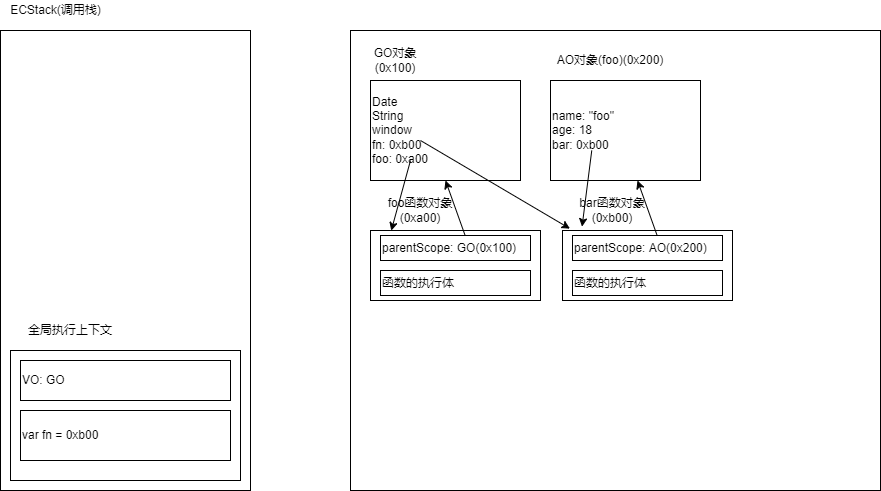 ECStack(调用栈)
GO对象
(0x100)
AO对象(foo)(0x200)
Date
String
window
fn: 0xb00
foo: 0xa00
name: "foo"
age: 18
bar: 0xb00
foo函数对象
(0xa00)
bar函数对象
(0xb00)
parentScope: GO(0x100)
函数的执行体
parentScope: AO(0x200)
函数的执行体
全局执行上下文
VO: GO
var fn = 0xb00